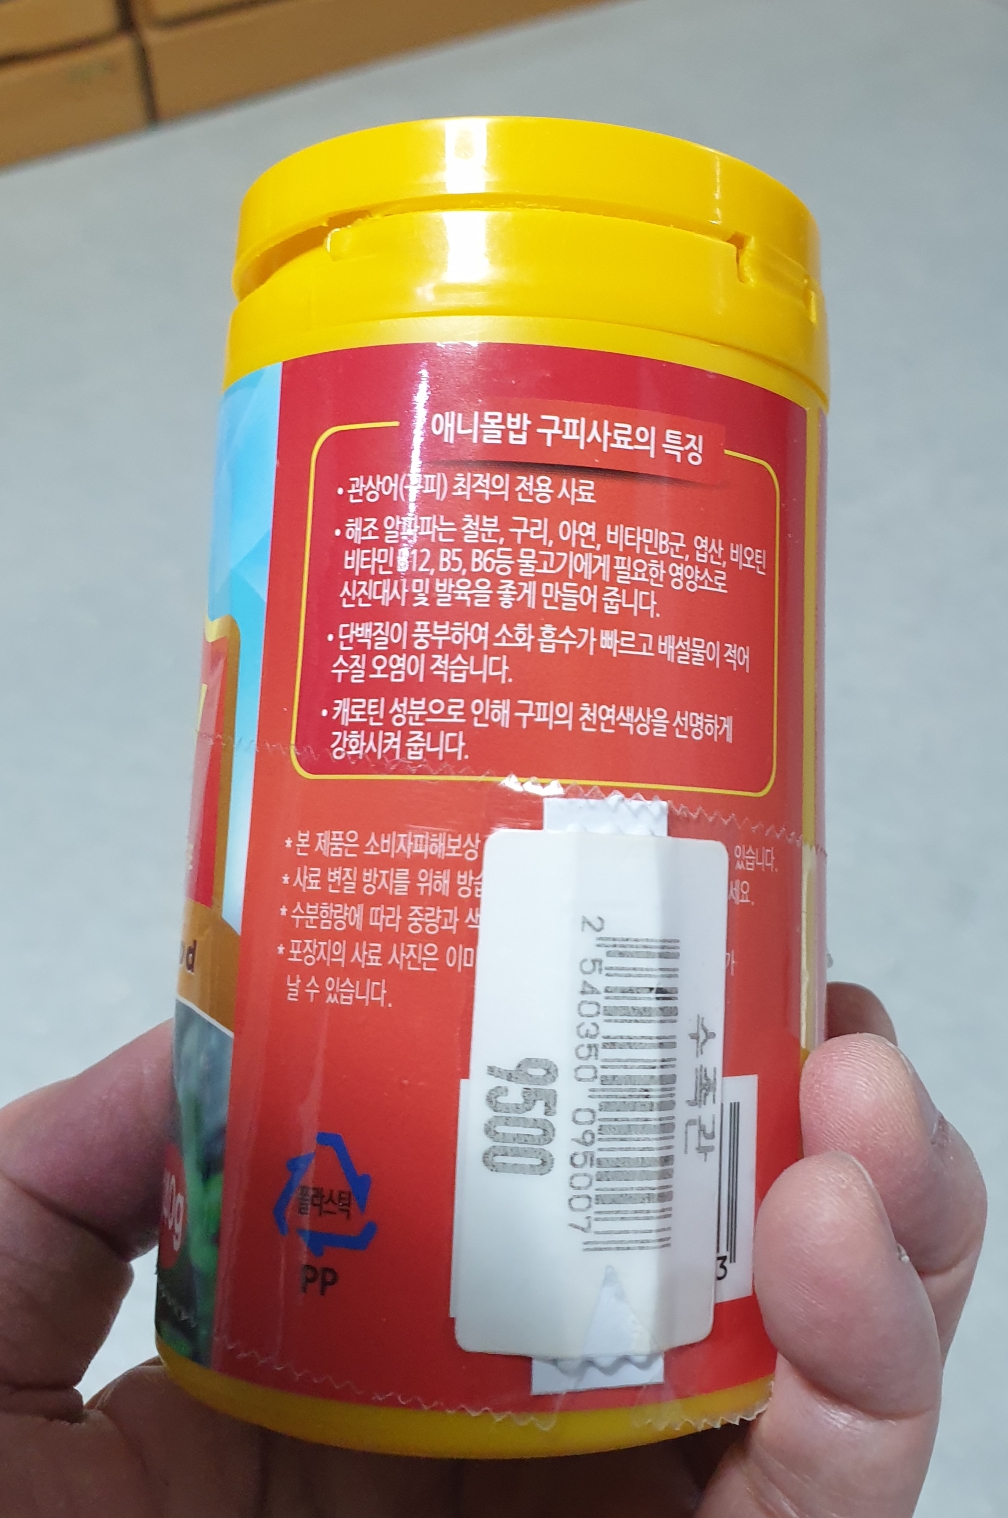 애니몰밥 구피사료의 특징
• 관상어(구피) 최적의 전용 사료
• 해조 알파파는 철분, 구리, 아연, 비타민B군, 엽산, 비오틴
비타민 B12, B5, B6등 물고기에게 필요한 영양소로
신진대사 및 발육을 좋게 만들어 줍니다.
• 단백질이 풍부하여 소화 흡수가 빠르고 배설물이 적어
수질 오염이 적습니다.
• 캐로틴 성분으로 인해 구피의 천연색상을 선명하게
강화시켜 줍니다.
* 본 제품은 소비자피해보상 있습니다.
* 사료 변질 방지를 위해 세요.
* 수분함량에 따라 중량과
* 포장지의 사료 사진은 가
날 수 있습니다.
수족관
2 540350 095007
9500
3
플라스틱
PP